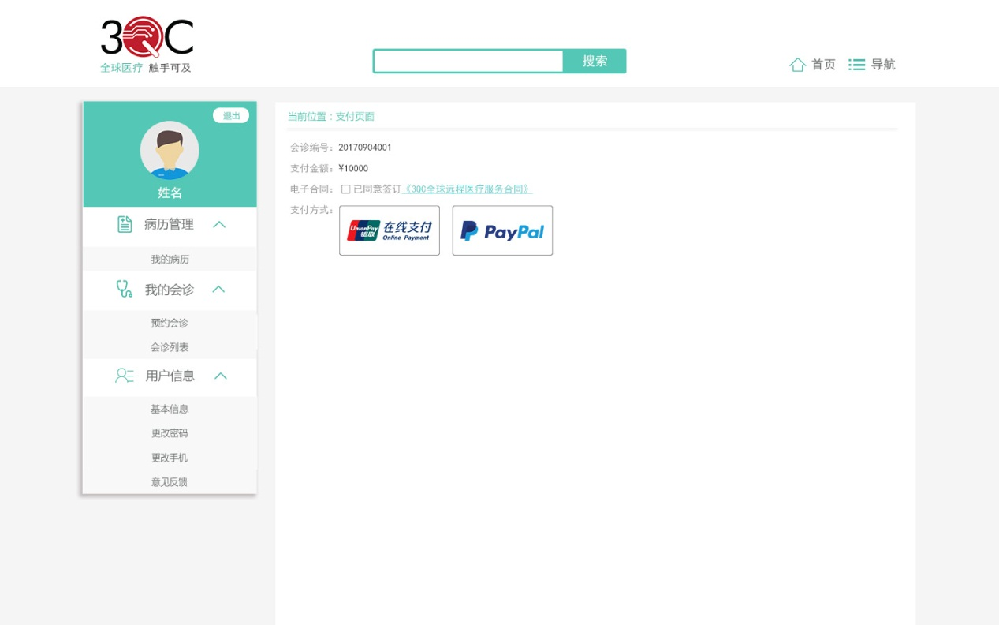 3QC
全球医疗 触手可及
搜索
首页 导航
退出
姓名
病历管理
我的病历
我的会诊
预约会诊
会诊列表
用户信息
基本信息
更改密码
更改手机
意见反馈
当前位置：支付页面
会诊编号：20170904001
支付金额：¥10000
电子合同：已同意签订《3QC全球远程医疗服务合同》
支付方式：
UnionPay 银联 在线支付 Online Payment
PayPal